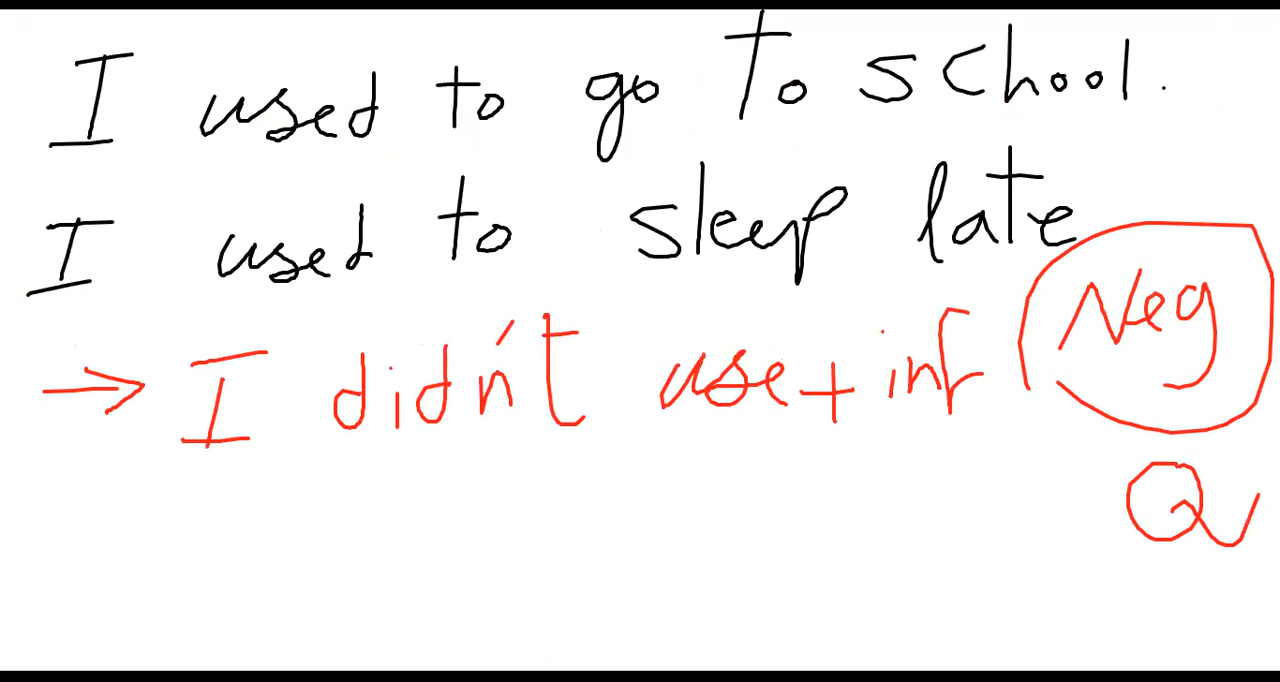 I used to go to school.
I used to sleep late
→ I didn't use + inf
Neg
Q